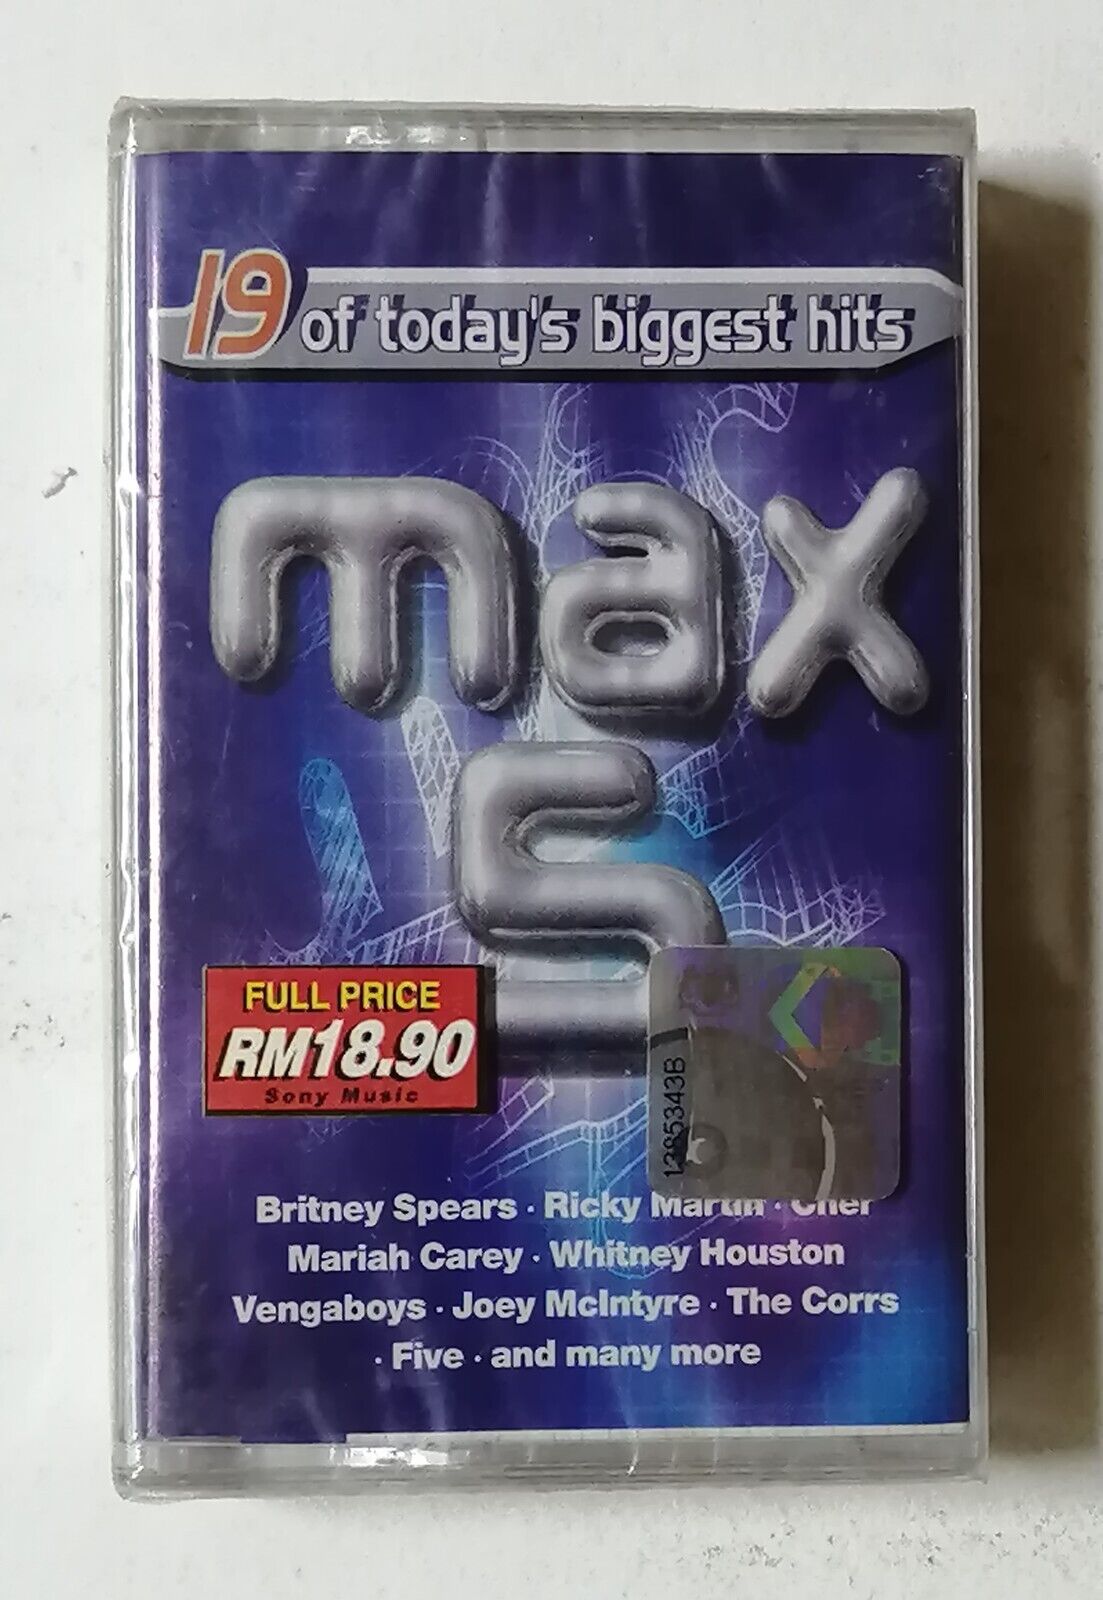 19 of today's biggest hits
max
5
FULL PRICE
RM18.90
Sony Music
1385343B
Britney Spears · Ricky Martin · Cher
Mariah Carey · Whitney Houston
Vengaboys · Joey McIntyre · The Corrs
· Five · and many more